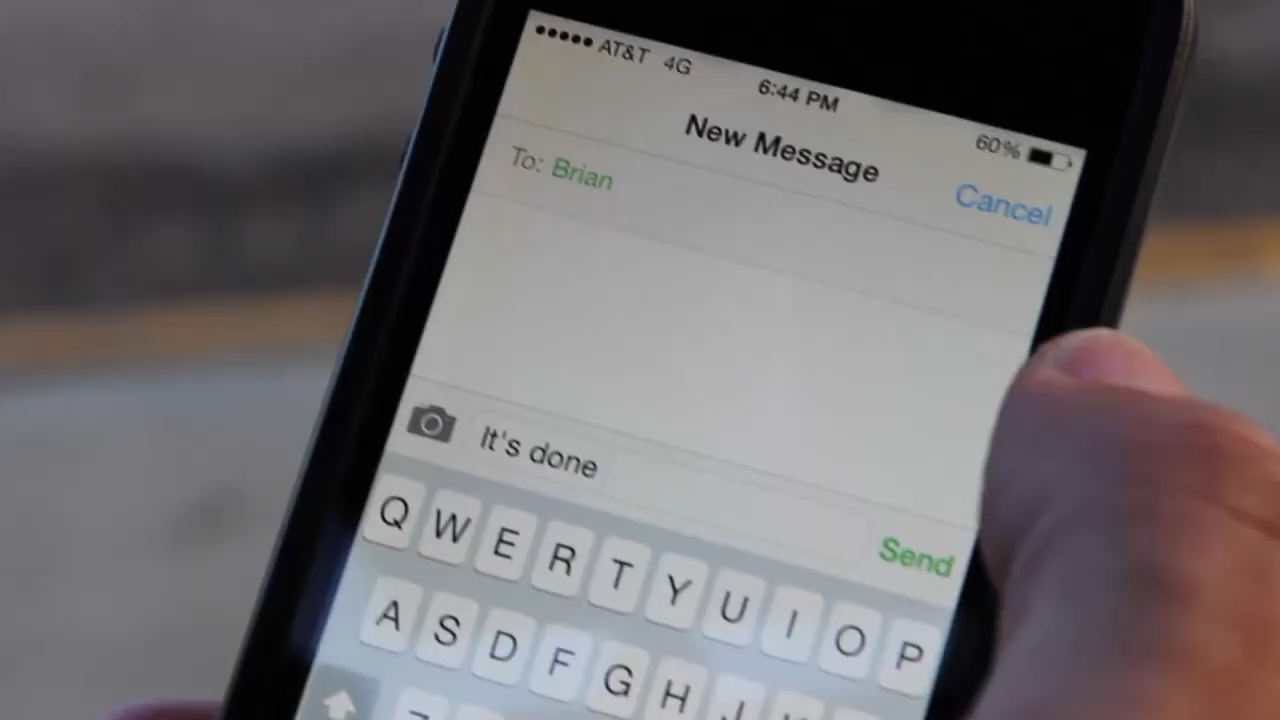 AT&T 4G 6:44 PM 60%
New Message
Cancel
To: Brian
It's done
Send
Q W E R T Y U I O P
A S D F G H J